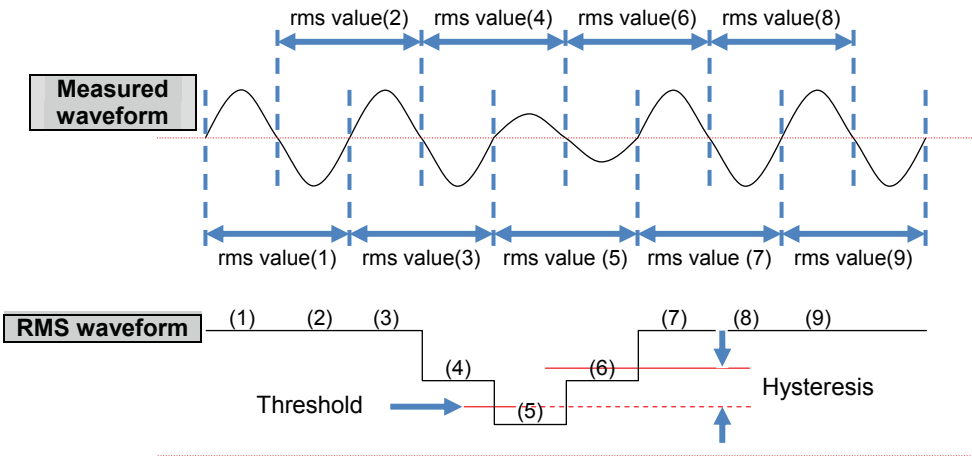 rms value(2)
rms value(4)
rms value(6)
rms value(8)
Measured
waveform
rms value(1)
rms value(3)
rms value (5)
rms value (7)
rms value(9)
RMS waveform
(1)
(2)
(3)
(4)
(5)
(6)
(7)
(8)
(9)
Threshold
Hysteresis